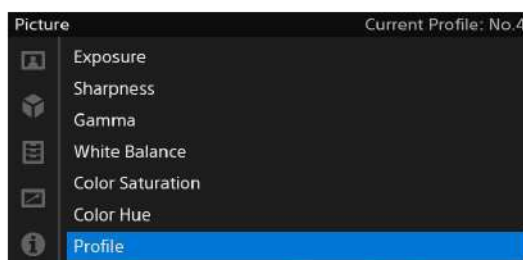 Picture Current Profile: No.4
Exposure
Sharpness
Gamma
White Balance
Color Saturation
Color Hue
Profile